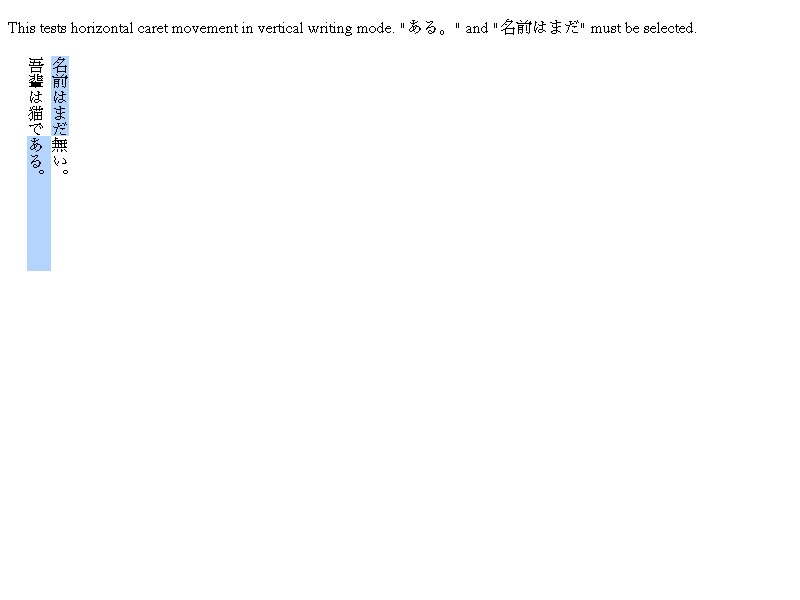 This tests horizontal caret movement in vertical writing mode. "ある。" and "名前はまだ" must be selected.
吾輩は猫である。
名前はまだ無い。